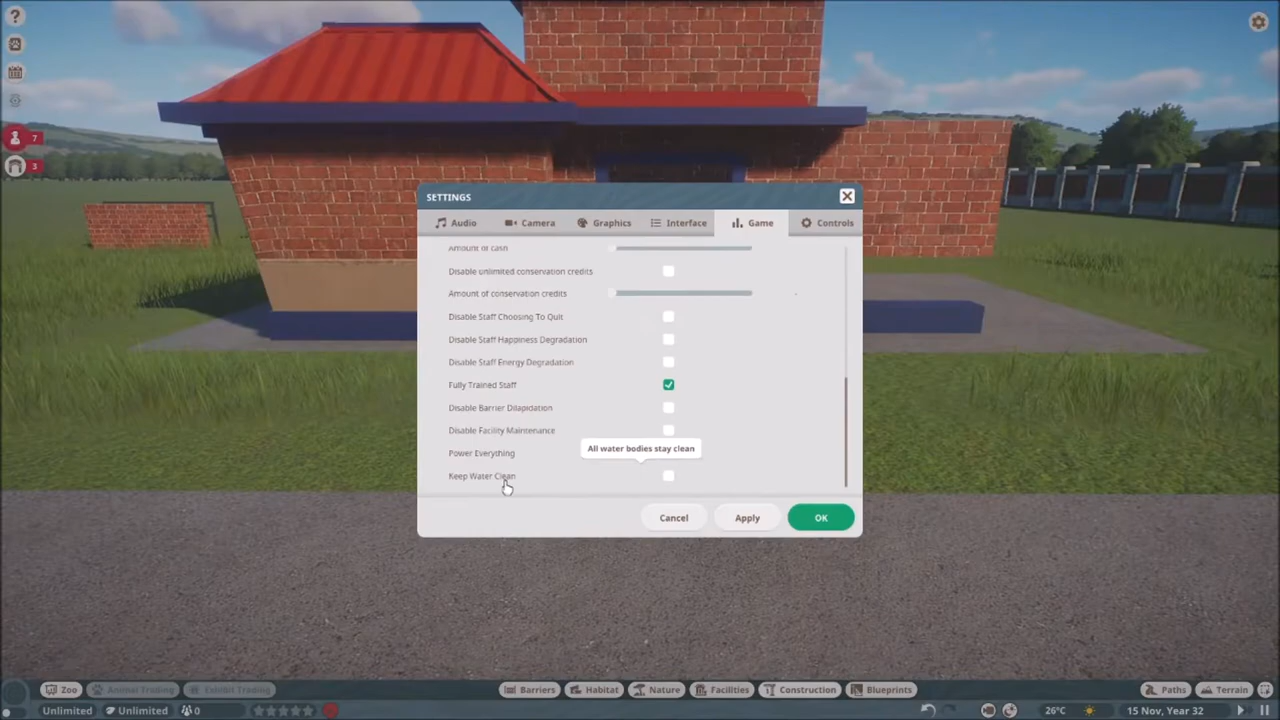 ?
7
3
SETTINGS
Audio
Camera
Graphics
Interface
Game
Controls
Amount of cash
Disable unlimited conservation credits
Amount of conservation credits
Disable Staff Choosing To Quit
Disable Staff Happiness Degradation
Disable Staff Energy Degradation
Fully Trained Staff
Disable Barrier Dilapidation
Disable Facility Maintenance
All water bodies stay clean
Power Everything
Keep Water Clean
Cancel
Apply
OK
Zoo
Animal Trading
Exhibit Trading
Barriers
Habitat
Nature
Facilities
Construction
Blueprints
Paths
Terrain
Unlimited
Unlimited
0
26°C
15 Nov, Year 32